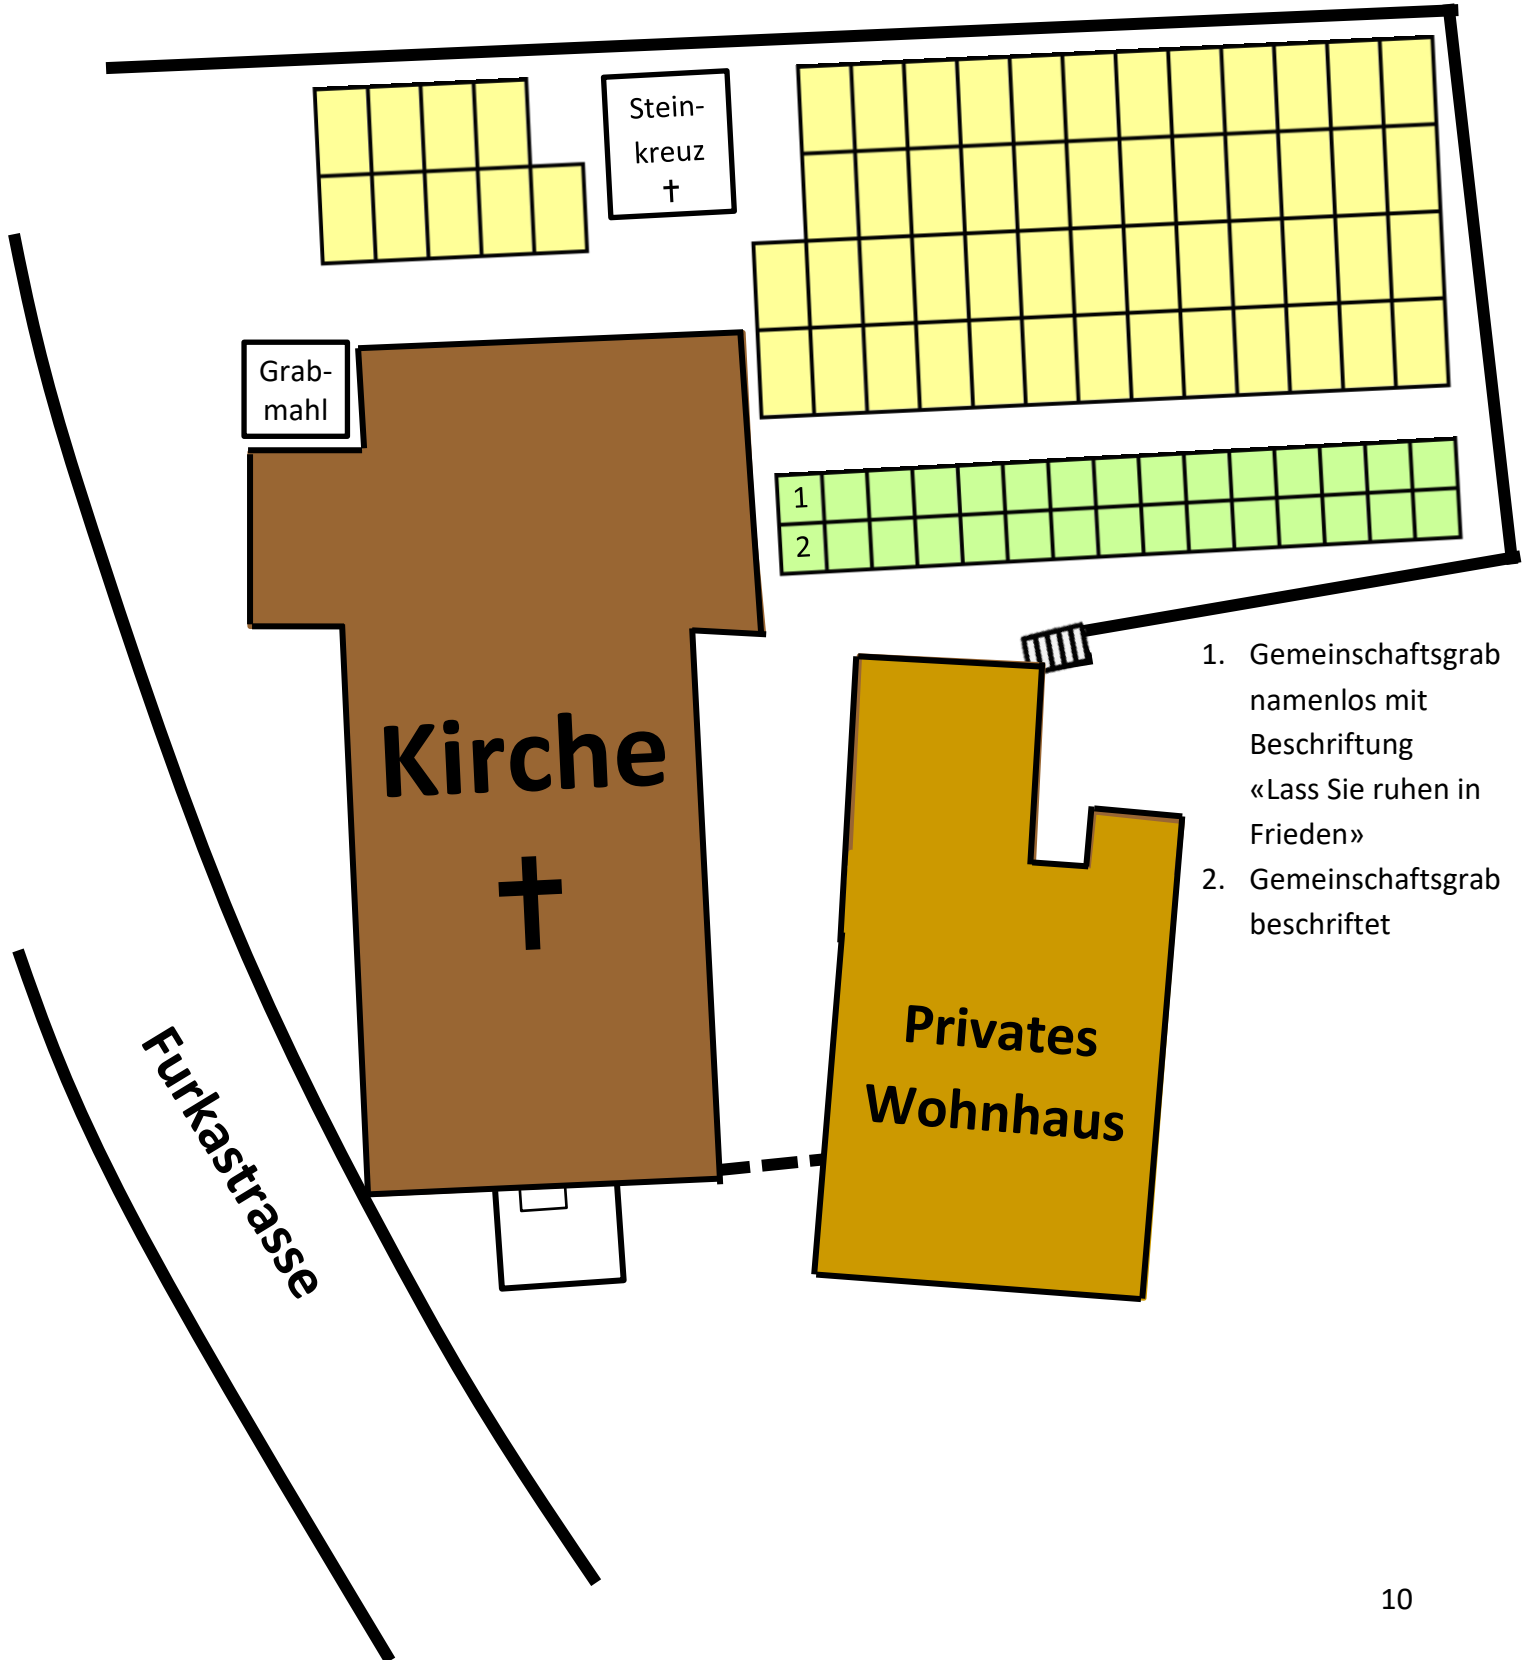 Stein-
kreuz
†
Grab-
mahl
1
2
1. Gemeinschaftsgrab
namenlos mit
Beschriftung
«Lass Sie ruhen in
Frieden»
2. Gemeinschaftsgrab
beschriftet
Kirche
Privates
Wohnhaus
Furkastrasse
10